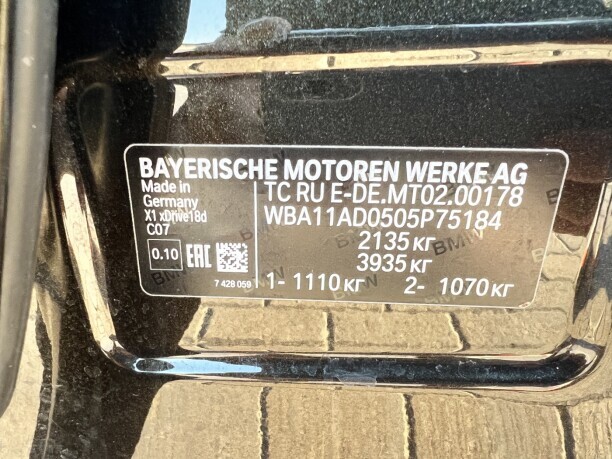 BAYERISCHE MOTOREN WERKE AG
Made in TC RU E-DE.MT02.00178
Germany WBA11AD0505P75184
X1 xDrive18d 2135 кг
C07 3935 кг
0.10 EAC 1- 1110 кг 2- 1070 кг
7 428 059
BMW